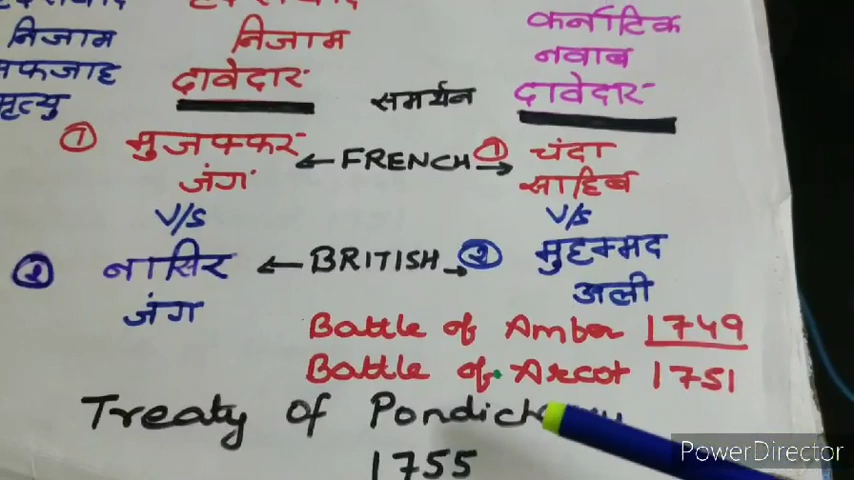 निजाम
निजाम
दावेदार
मृत्यु
कर्नाटिक
नवाब
दावेदार
समर्थन
① मुजफ्फर
जंग
← FRENCH →
① चंदा
साहिब
V/S
V/S
② नासिर
जंग
← BRITISH →
② मुहम्मद
अली
Battle of Amber 1749
Battle of Arcot 1751
Treaty of
1755
PowerDirector